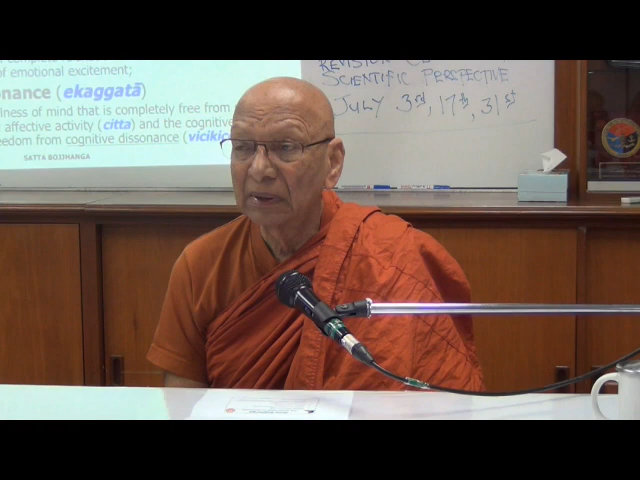 of emotional excitement;
onance (ekaggatā)
lness of mind that is completely free from
affective activity (citta) and the cognitive
eedom from cognitive dissonance (vicikic
SATTA BOJJHANGA
REVISION
SCIENTIFIC PERSPECTIVE
JULY 3rd, 17th, 31st